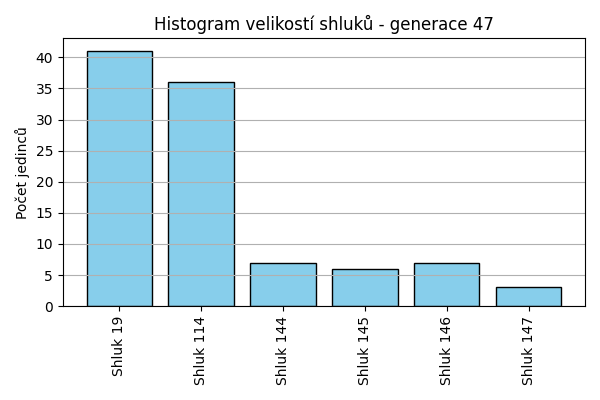 Histogram velikostí shluků - generace 47
Počet jedinců
40
35
30
25
20
15
10
5
0
Shluk 19
Shluk 114
Shluk 144
Shluk 145
Shluk 146
Shluk 147